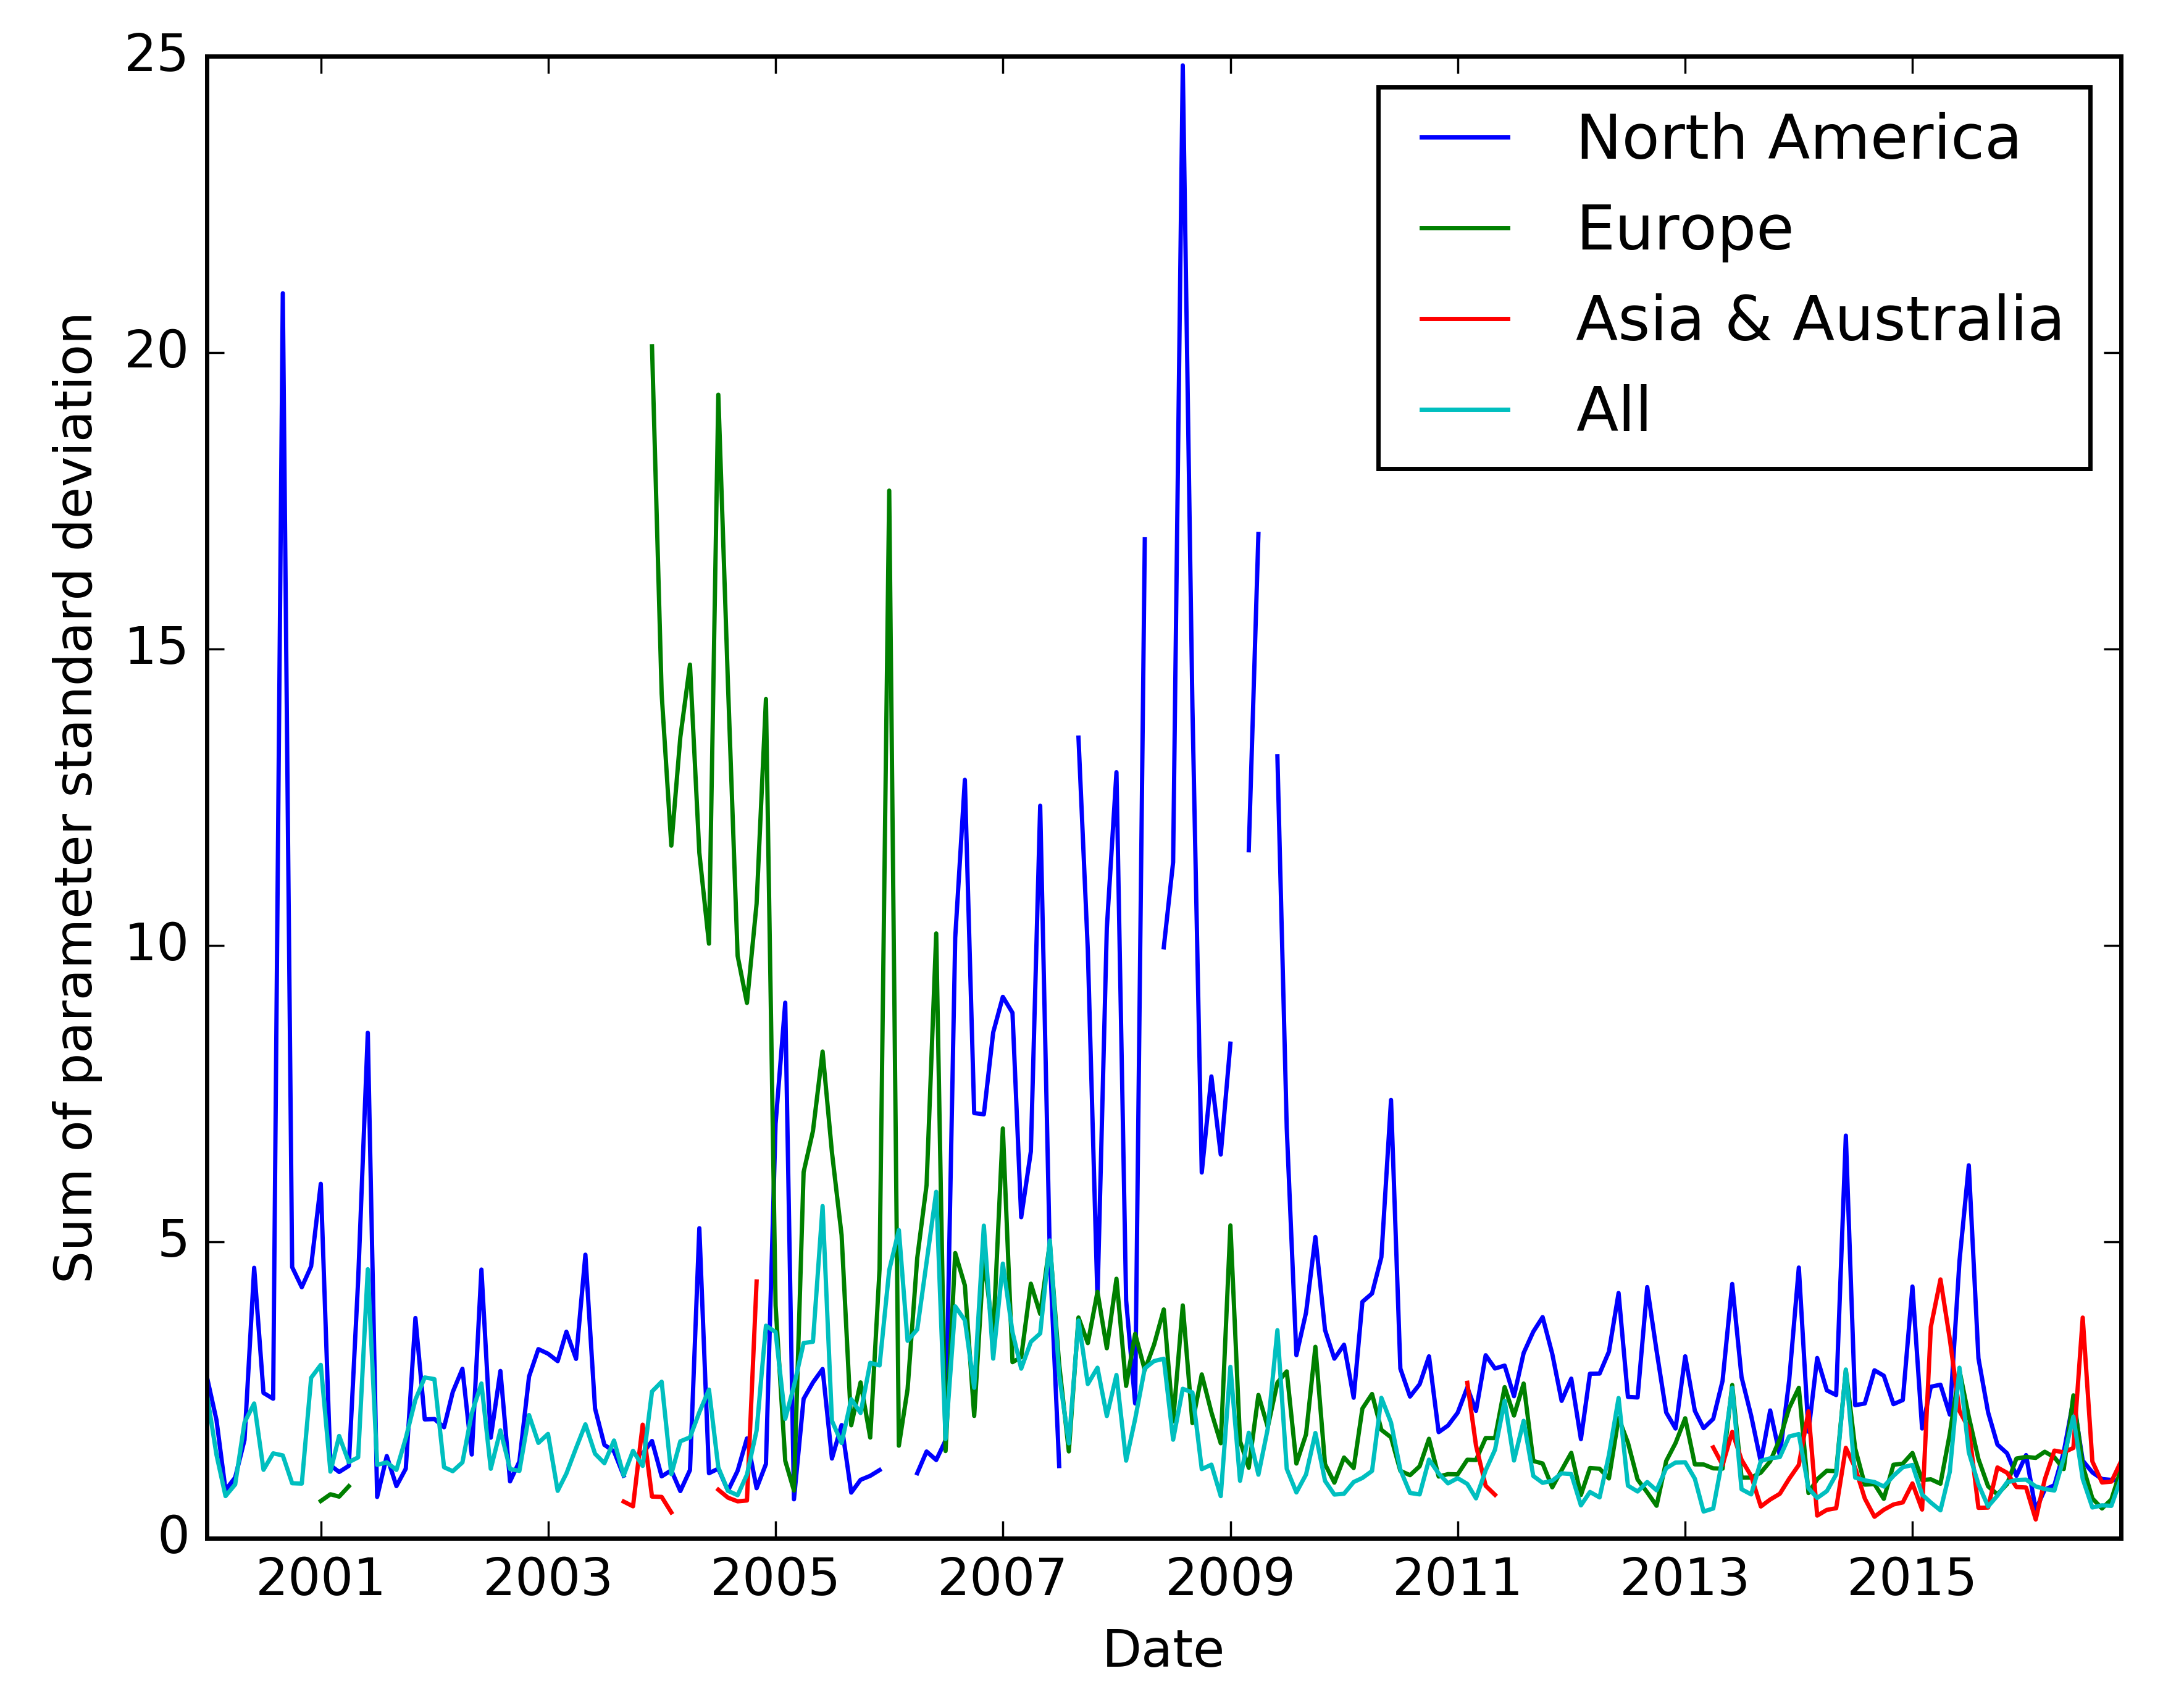 Sum of parameter standard deviation
25
20
15
10
5
0
North America
Europe
Asia & Australia
All
2001 2003 2005 2007 2009 2011 2013 2015
Date